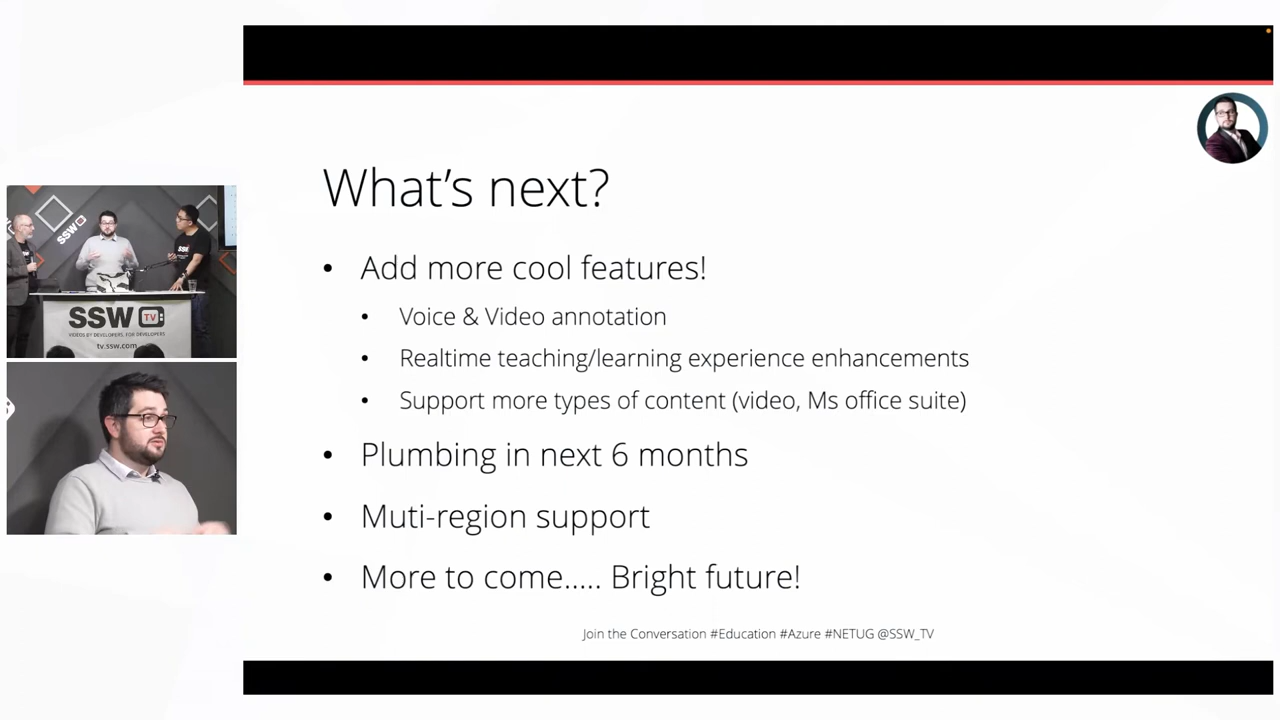 What's next?
• Add more cool features!
• Voice & Video annotation
• Realtime teaching/learning experience enhancements
• Support more types of content (video, Ms office suite)
• Plumbing in next 6 months
• Muti-region support
• More to come..... Bright future!
Join the Conversation #Education #Azure #NETUG @SSW_TV
SSW
SSW TV
VIDEOS BY DEVELOPERS, FOR DEVELOPERS
tv.ssw.com